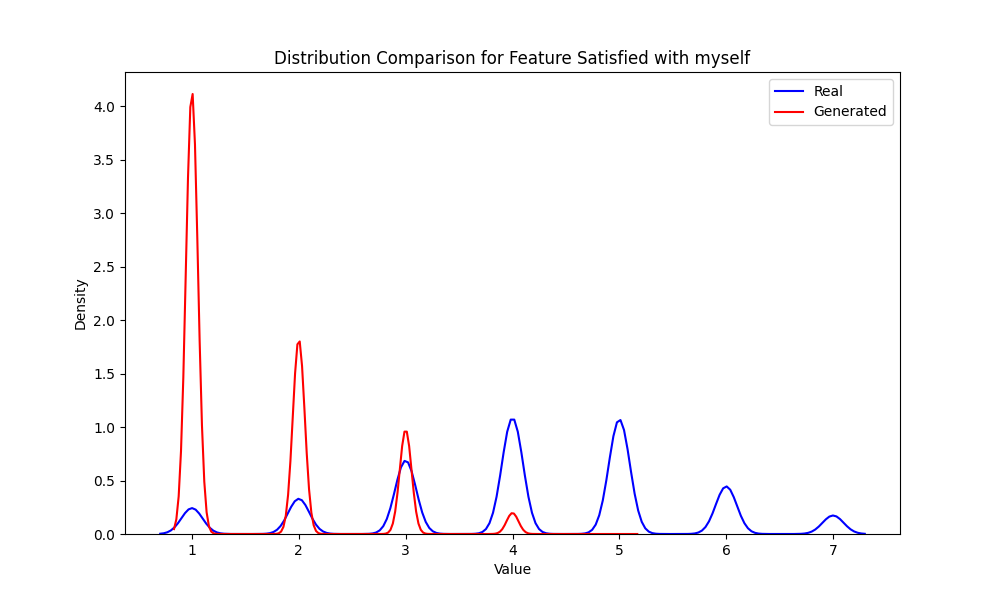 Distribution Comparison for Feature Satisfied with myself
Real
Generated
4.0
3.5
3.0
2.5
2.0
1.5
1.0
0.5
0.0
Density
1 2 3 4 5 6 7
Value